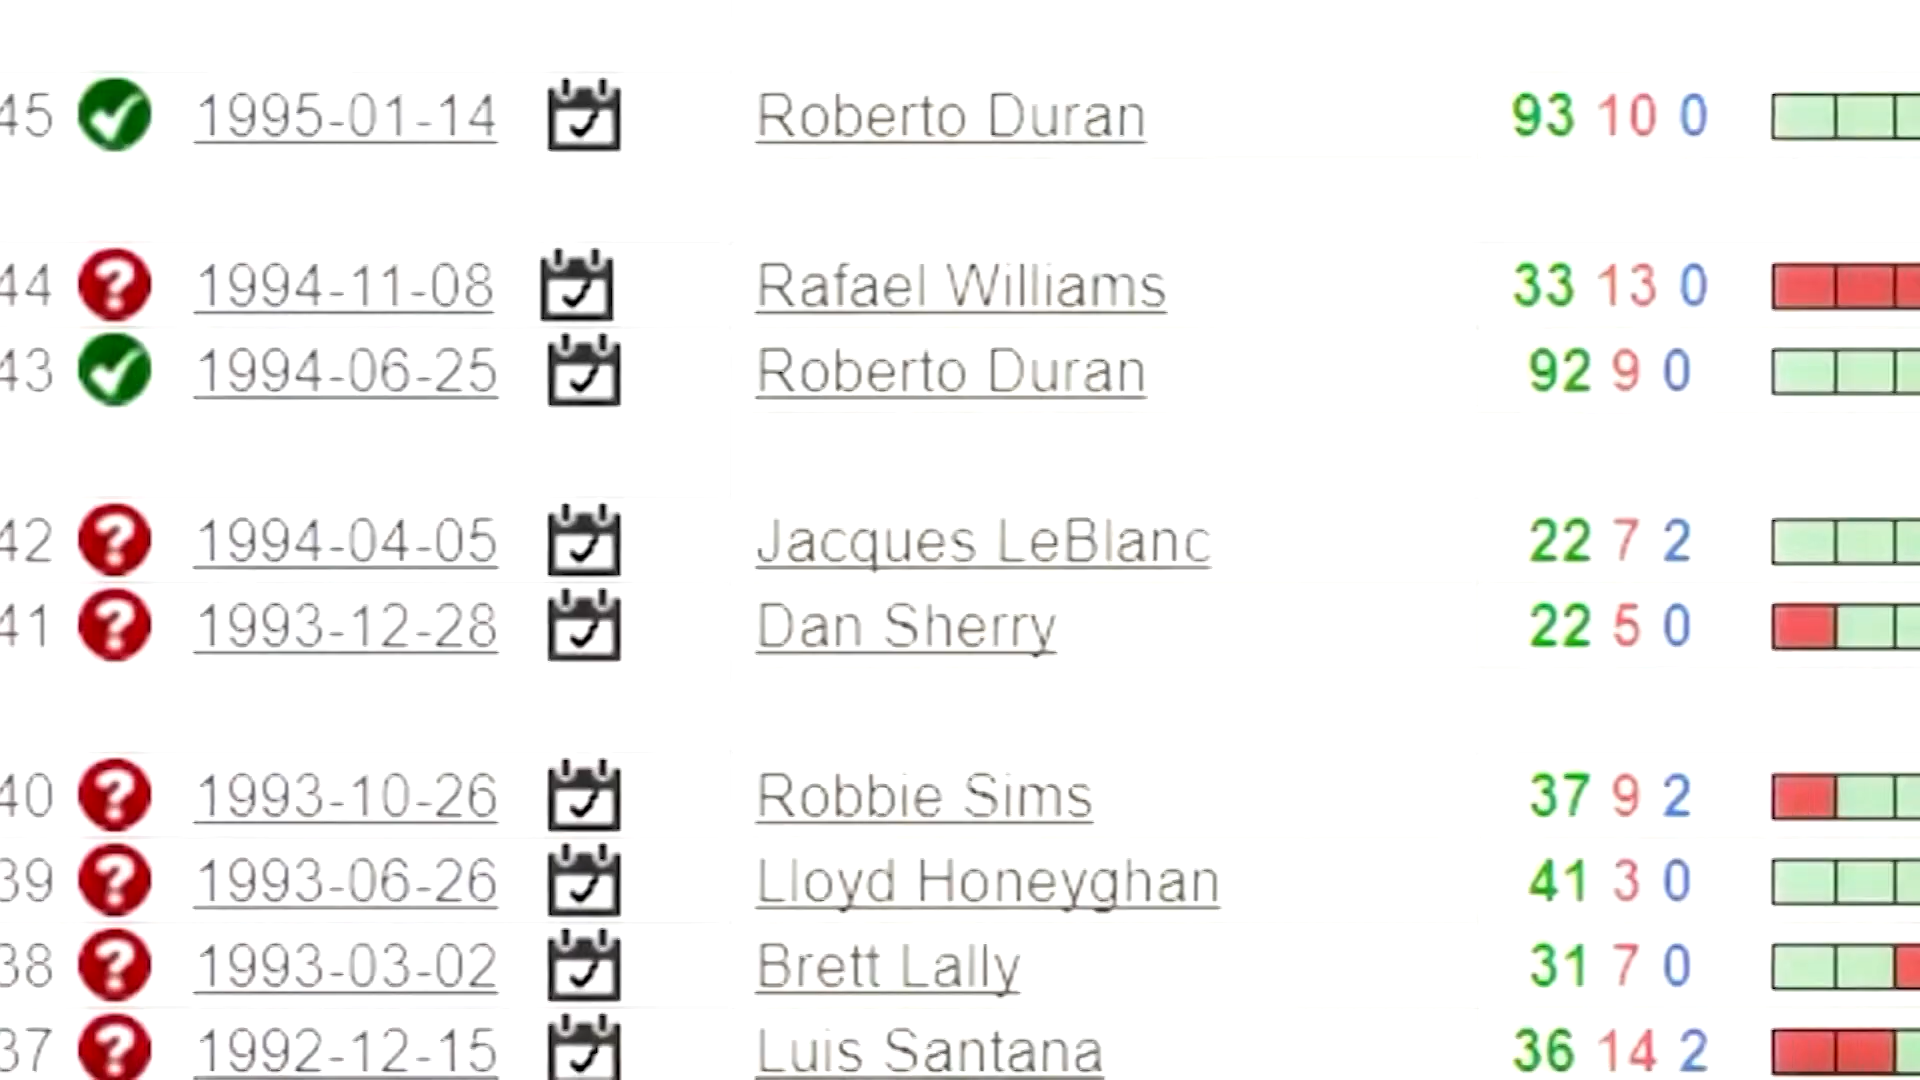 45 1995-01-14 Roberto Duran 93 10 0
44 1994-11-08 Rafael Williams 33 13 0
43 1994-06-25 Roberto Duran 92 9 0
42 1994-04-05 Jacques LeBlanc 22 7 2
41 1993-12-28 Dan Sherry 22 5 0
40 1993-10-26 Robbie Sims 37 9 2
39 1993-06-26 Lloyd Honeyghan 41 3 0
38 1993-03-02 Brett Lally 31 7 0
37 1992-12-15 Luis Santana 36 14 2